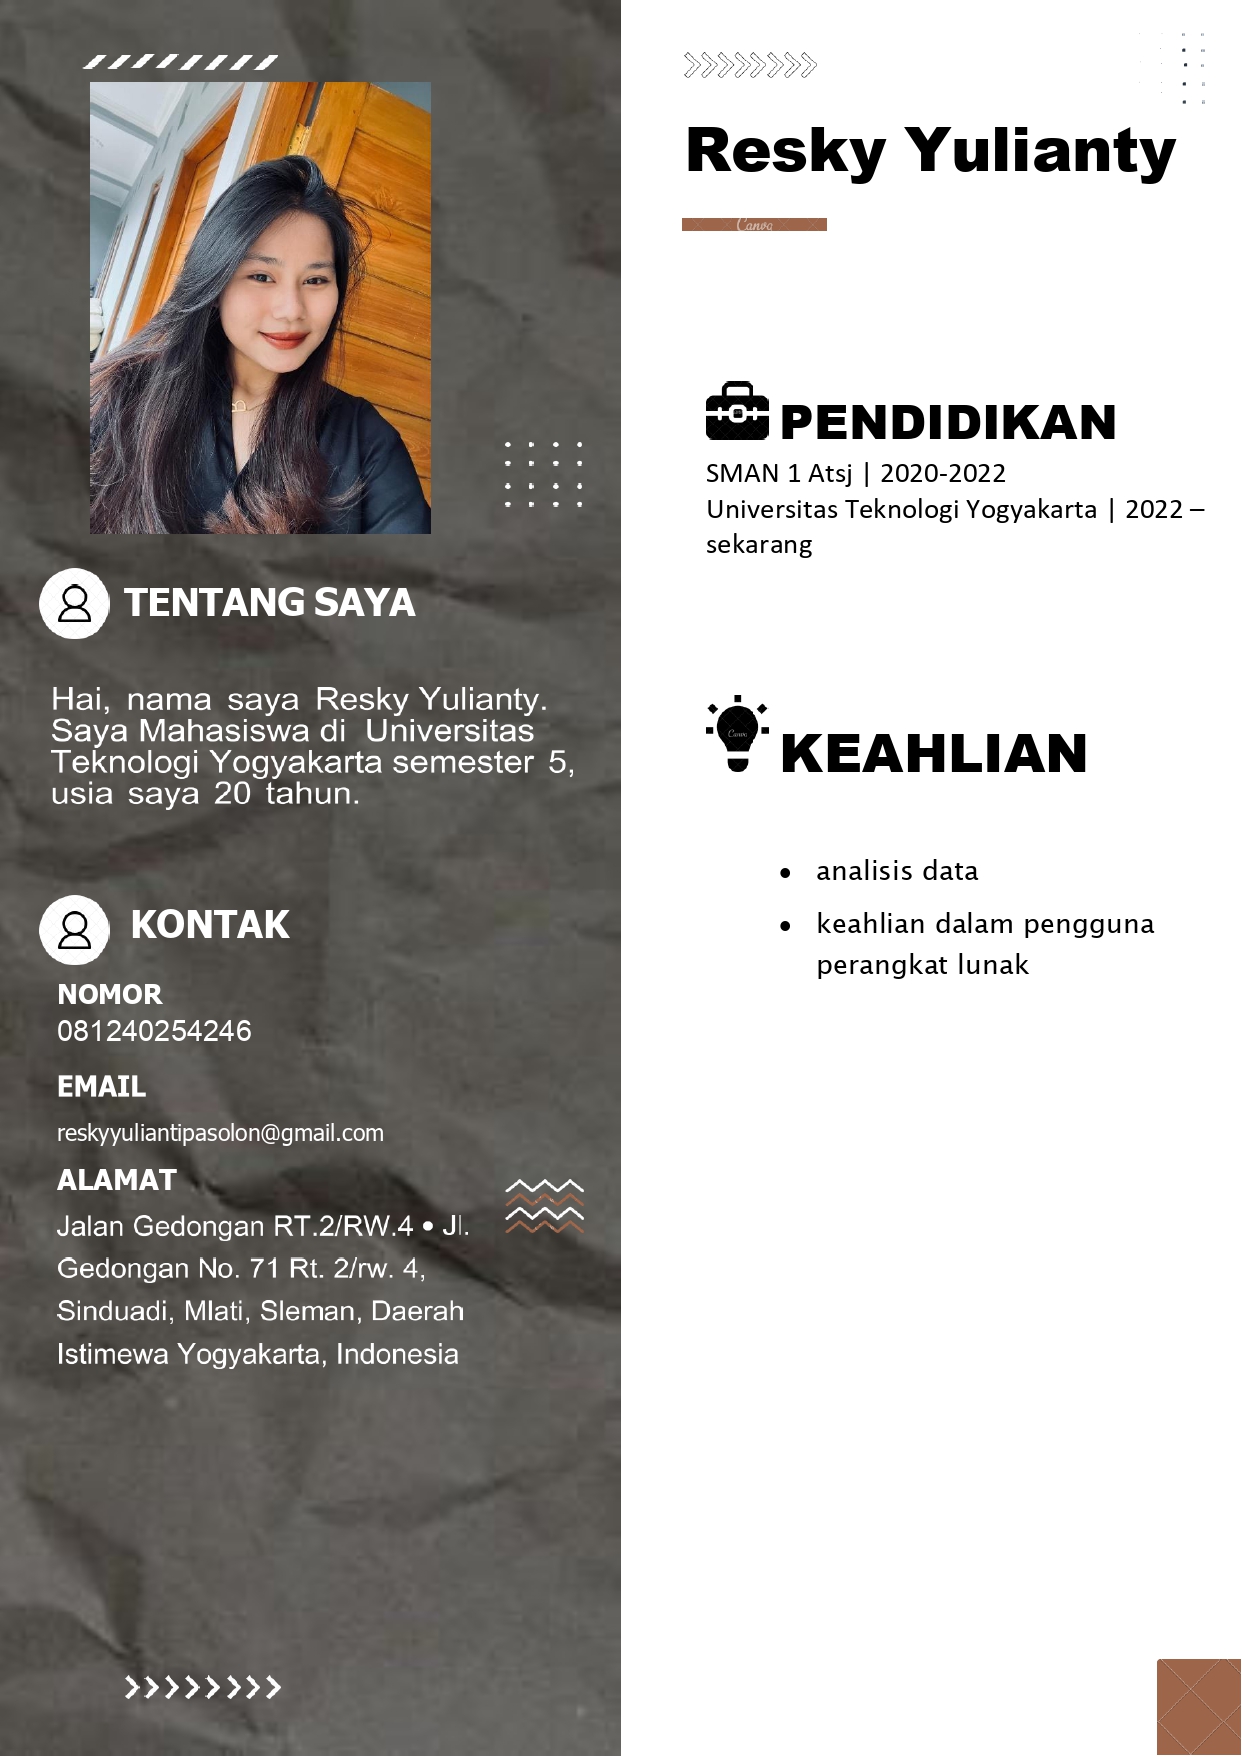 TENTANG SAYA
Hai, nama saya Resky Yulianty.
Saya Mahasiswa di Universitas
Teknologi Yogyakarta semester 5,
usia saya 20 tahun.
KONTAK
NOMOR
081240254246
EMAIL
reskyyuliantipasolon@gmail.com
ALAMAT
Jalan Gedongan RT.2/RW.4 • Jl.
Gedongan No. 71 Rt. 2/rw. 4,
Sinduadi, Mlati, Sleman, Daerah
Istimewa Yogyakarta, Indonesia
Resky Yulianty
Canva
PENDIDIKAN
SMAN 1 Atsj | 2020-2022
Universitas Teknologi Yogyakarta | 2022 –
sekarang
Canva
KEAHLIAN
• analisis data
• keahlian dalam pengguna
perangkat lunak